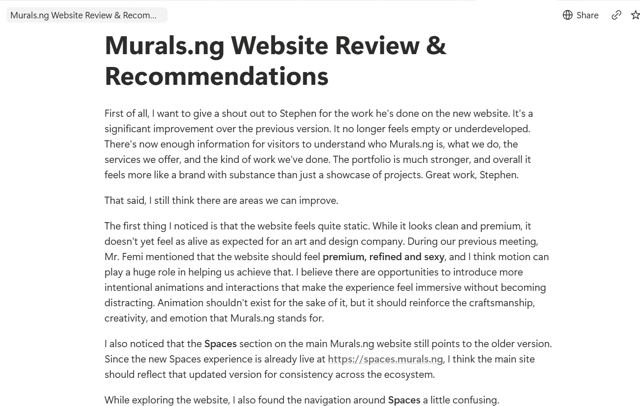 Murals.ng Website Review & Recom...
Share
Murals.ng Website Review &
Recommendations
First of all, I want to give a shout out to Stephen for the work he's done on the new website. It's a
significant improvement over the previous version. It no longer feels empty or underdeveloped.
There's now enough information for visitors to understand who Murals.ng is, what we do, the
services we offer, and the kind of work we've done. The portfolio is much stronger, and overall it
feels more like a brand with substance than just a showcase of projects. Great work, Stephen.
That said, I still think there are areas we can improve.
The first thing I noticed is that the website feels quite static. While it looks clean and premium, it
doesn't yet feel as alive as expected for an art and design company. During our previous meeting,
Mr. Femi mentioned that the website should feel premium, refined and sexy, and I think motion can
play a huge role in helping us achieve that. I believe there are opportunities to introduce more
intentional animations and interactions that make the experience feel immersive without becoming
distracting. Animation shouldn't exist for the sake of it, but it should reinforce the craftsmanship,
creativity, and emotion that Murals.ng stands for.
I also noticed that the Spaces section on the main Murals.ng website still points to the older version.
Since the new Spaces experience is already live at https://spaces.murals.ng, I think the main site
should reflect that updated version for consistency across the ecosystem.
While exploring the website, I also found the navigation around Spaces a little confusing.